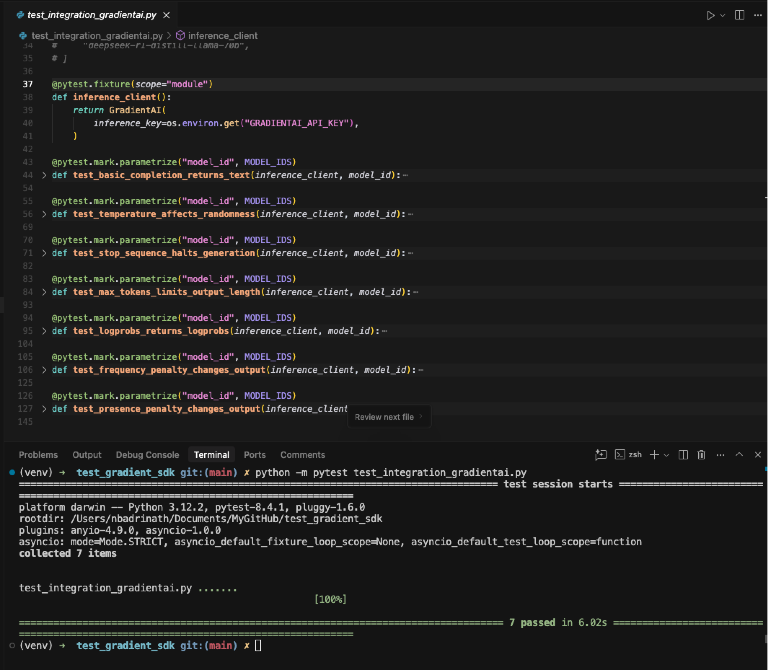 test_integration_gradientai.py ×
test_integration_gradientai.py > inference_client
34 # "deepseek-r1-distill-llama-70b",
35 # ]
36
37 @pytest.fixture(scope="module")
38 def inference_client():
39 return GradientAI(
40 inference_key=os.environ.get("GRADIENTAI_API_KEY"),
41 )
42
43 @pytest.mark.parametrize("model_id", MODEL_IDS)
44 > def test_basic_completion_returns_text(inference_client, model_id):⋯
54
55 @pytest.mark.parametrize("model_id", MODEL_IDS)
56 > def test_temperature_affects_randomness(inference_client, model_id):⋯
69
70 @pytest.mark.parametrize("model_id", MODEL_IDS)
71 > def test_stop_sequence_halts_generation(inference_client, model_id):⋯
82
83 @pytest.mark.parametrize("model_id", MODEL_IDS)
84 > def test_max_tokens_limits_output_length(inference_client, model_id):⋯
93
94 @pytest.mark.parametrize("model_id", MODEL_IDS)
95 > def test_logprobs_returns_logprobs(inference_client, model_id):⋯
104
105 @pytest.mark.parametrize("model_id", MODEL_IDS)
106 > def test_frequency_penalty_changes_output(inference_client, model_id):⋯
125
126 @pytest.mark.parametrize("model_id", MODEL_IDS)
127 > def test_presence_penalty_changes_output(inference_client
Review next file >
145
Problems Output Debug Console Terminal Ports Comments zsh
(venv) → test_gradient_sdk git:(main) ✗ python -m pytest test_integration_gradientai.py
test session starts
platform darwin -- Python 3.12.2, pytest-8.4.1, pluggy-1.6.0
rootdir: /Users/nbadrinath/Documents/MyGitHub/test_gradient_sdk
plugins: anyio-4.9.0, asyncio-1.0.0
asyncio: mode=Mode.STRICT, asyncio_default_fixture_loop_scope=None, asyncio_default_test_loop_scope=function
collected 7 items
test_integration_gradientai.py .......
[100%]
7 passed in 6.02s
(venv) → test_gradient_sdk git:(main) ✗